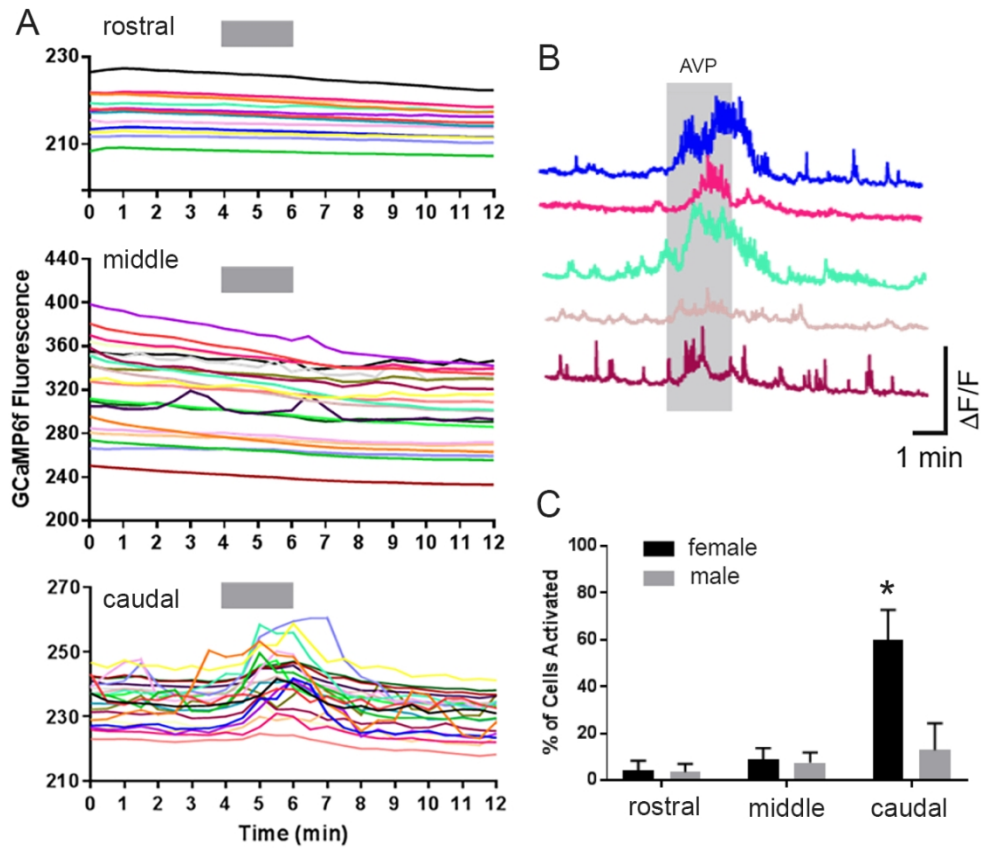 A
rostral
230
210
0 1 2 3 4 5 6 7 8 9 10 11 12
middle
440
400
360
320
280
240
200
0 1 2 3 4 5 6 7 8 9 10 11 12
GCaMP6f Fluorescence
caudal
270
250
230
210
0 1 2 3 4 5 6 7 8 9 10 11 12
Time (min)
B
AVP
ΔF/F
1 min
C
female
male
*
100
80
60
40
20
0
% of Cells Activated
rostral middle caudal